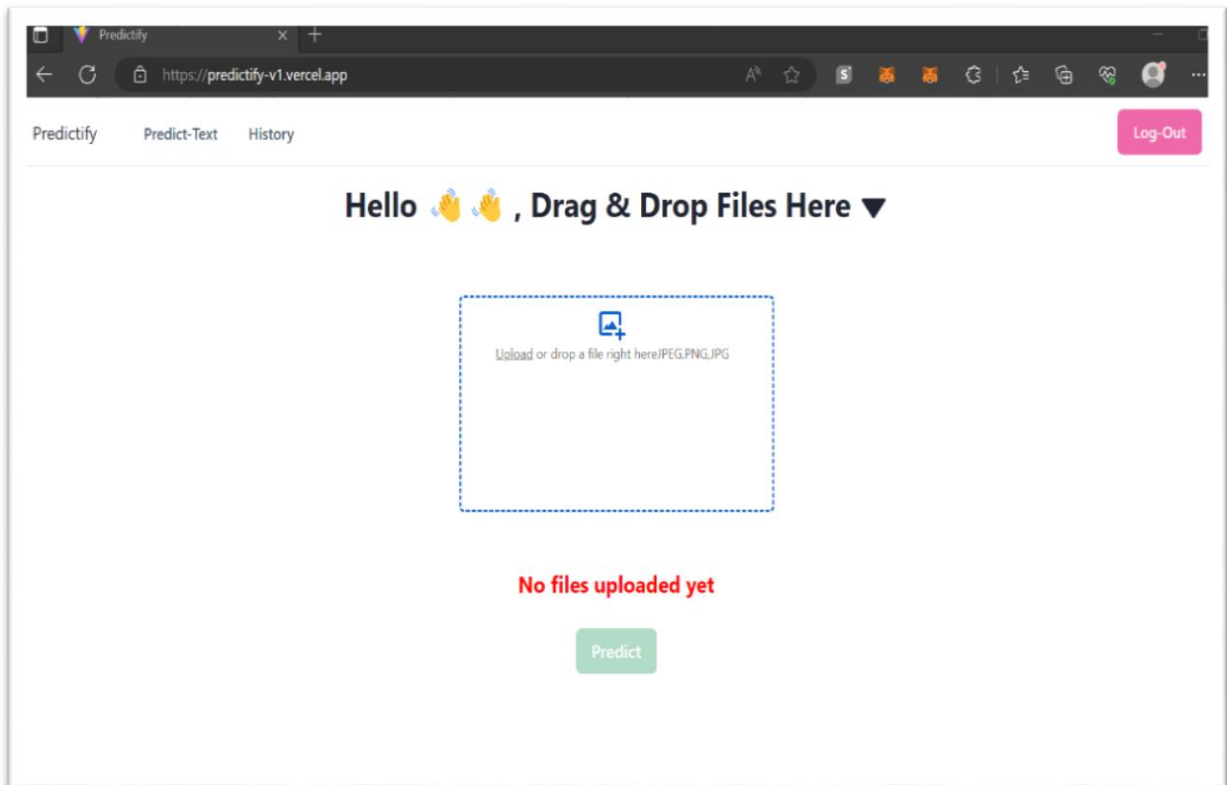 Predictify
https://predictify-v1.vercel.app
Predictify Predict-Text History Log-Out
Hello 👋 👋 , Drag & Drop Files Here ▼
Upload or drop a file right hereJPEG,PNG,JPG
No files uploaded yet
Predict